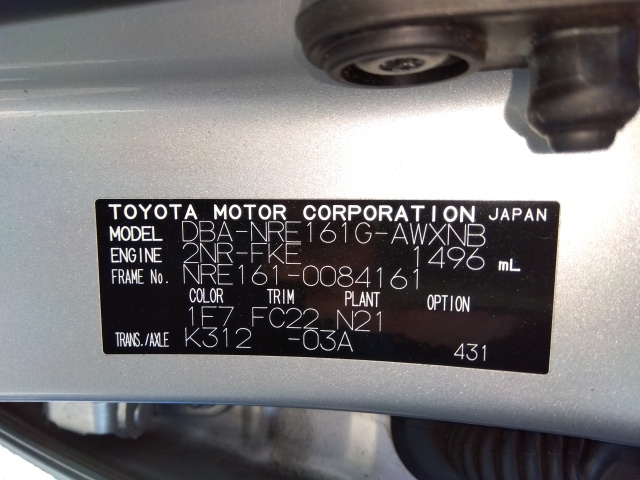 TOYOTA MOTOR CORPORATION JAPAN
MODEL DBA-NRE161G-AWXNB
ENGINE 2NR-FKE 1496 mL
FRAME No. NRE161-0084161
COLOR TRIM PLANT OPTION
1F7 FC22 N21
TRANS./AXLE K312 -03A 431